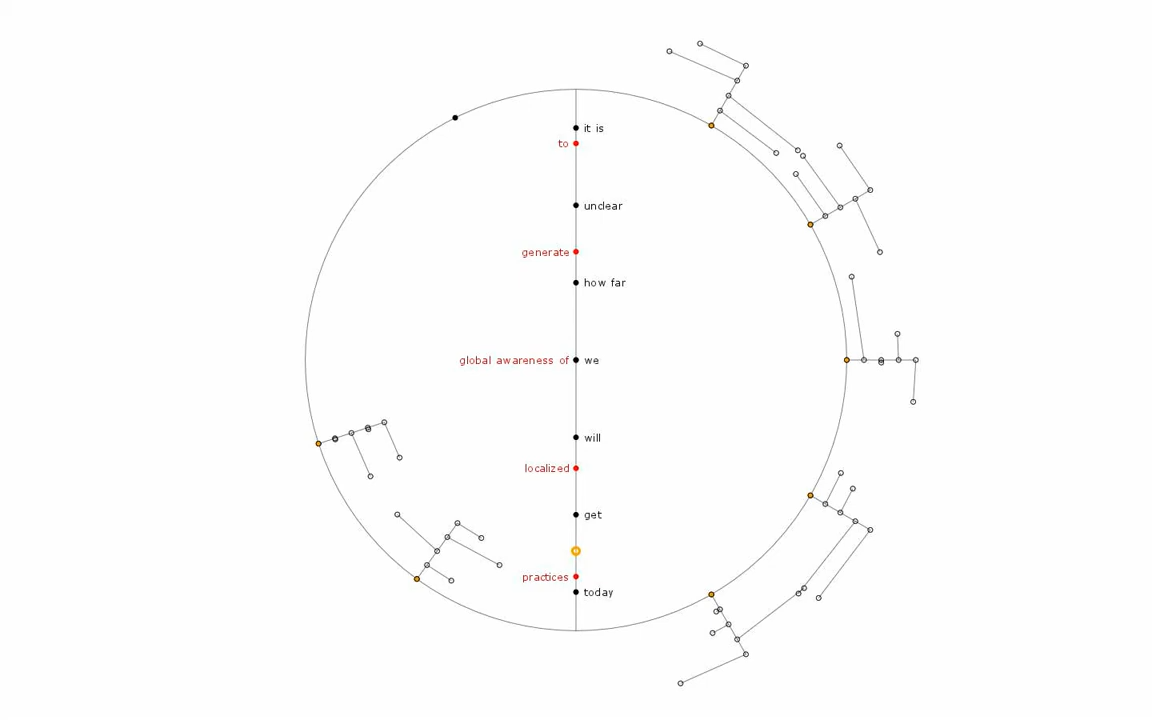 it is
to
unclear
generate
how far
global awareness of
we
will
localized
get
practices
today